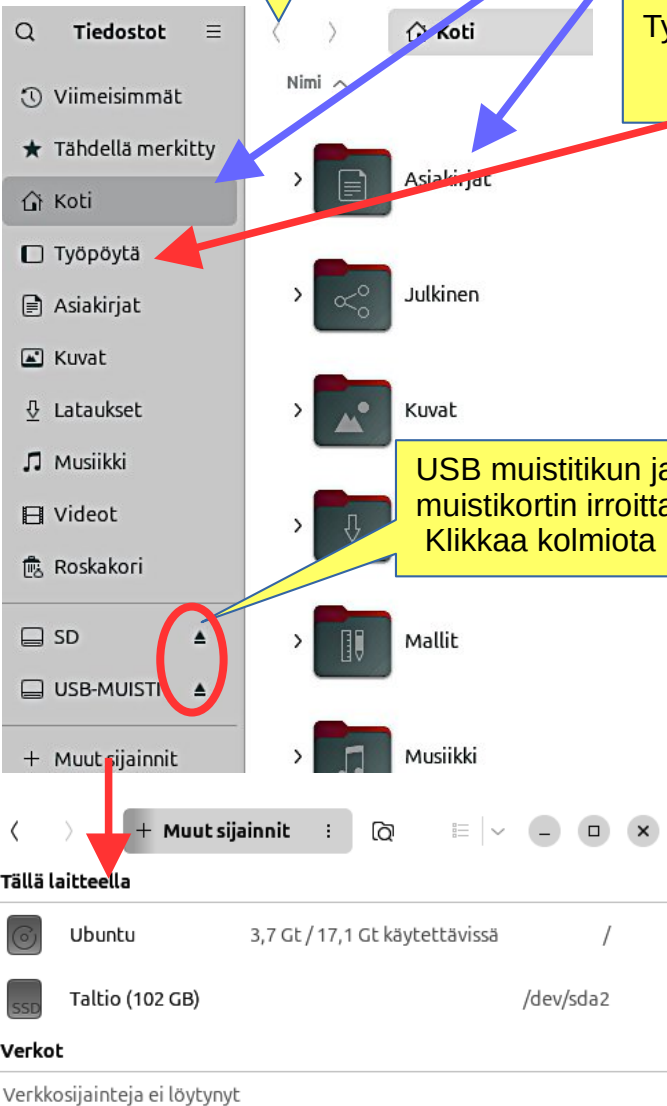 Tiedostot
Koti
Ty
Nimi
Viimeisimmät
Tähdellä merkitty
Koti
Työpöytä
Asiakirjat
Kuvat
Lataukset
Musiikki
Videot
Roskakori
SD
USB-MUISTI
+ Muut sijainnit
Asiakirjat
Julkinen
Kuvat
USB muistitikun ja
muistikortin irroitta
Klikkaa kolmiota
Mallit
Musiikki
+ Muut sijainnit
Tällä laitteella
Ubuntu 3,7 Gt / 17,1 Gt käytettävissä /
SSD Taltio (102 GB) /dev/sda2
Verkot
Verkkosijainteja ei löytynyt